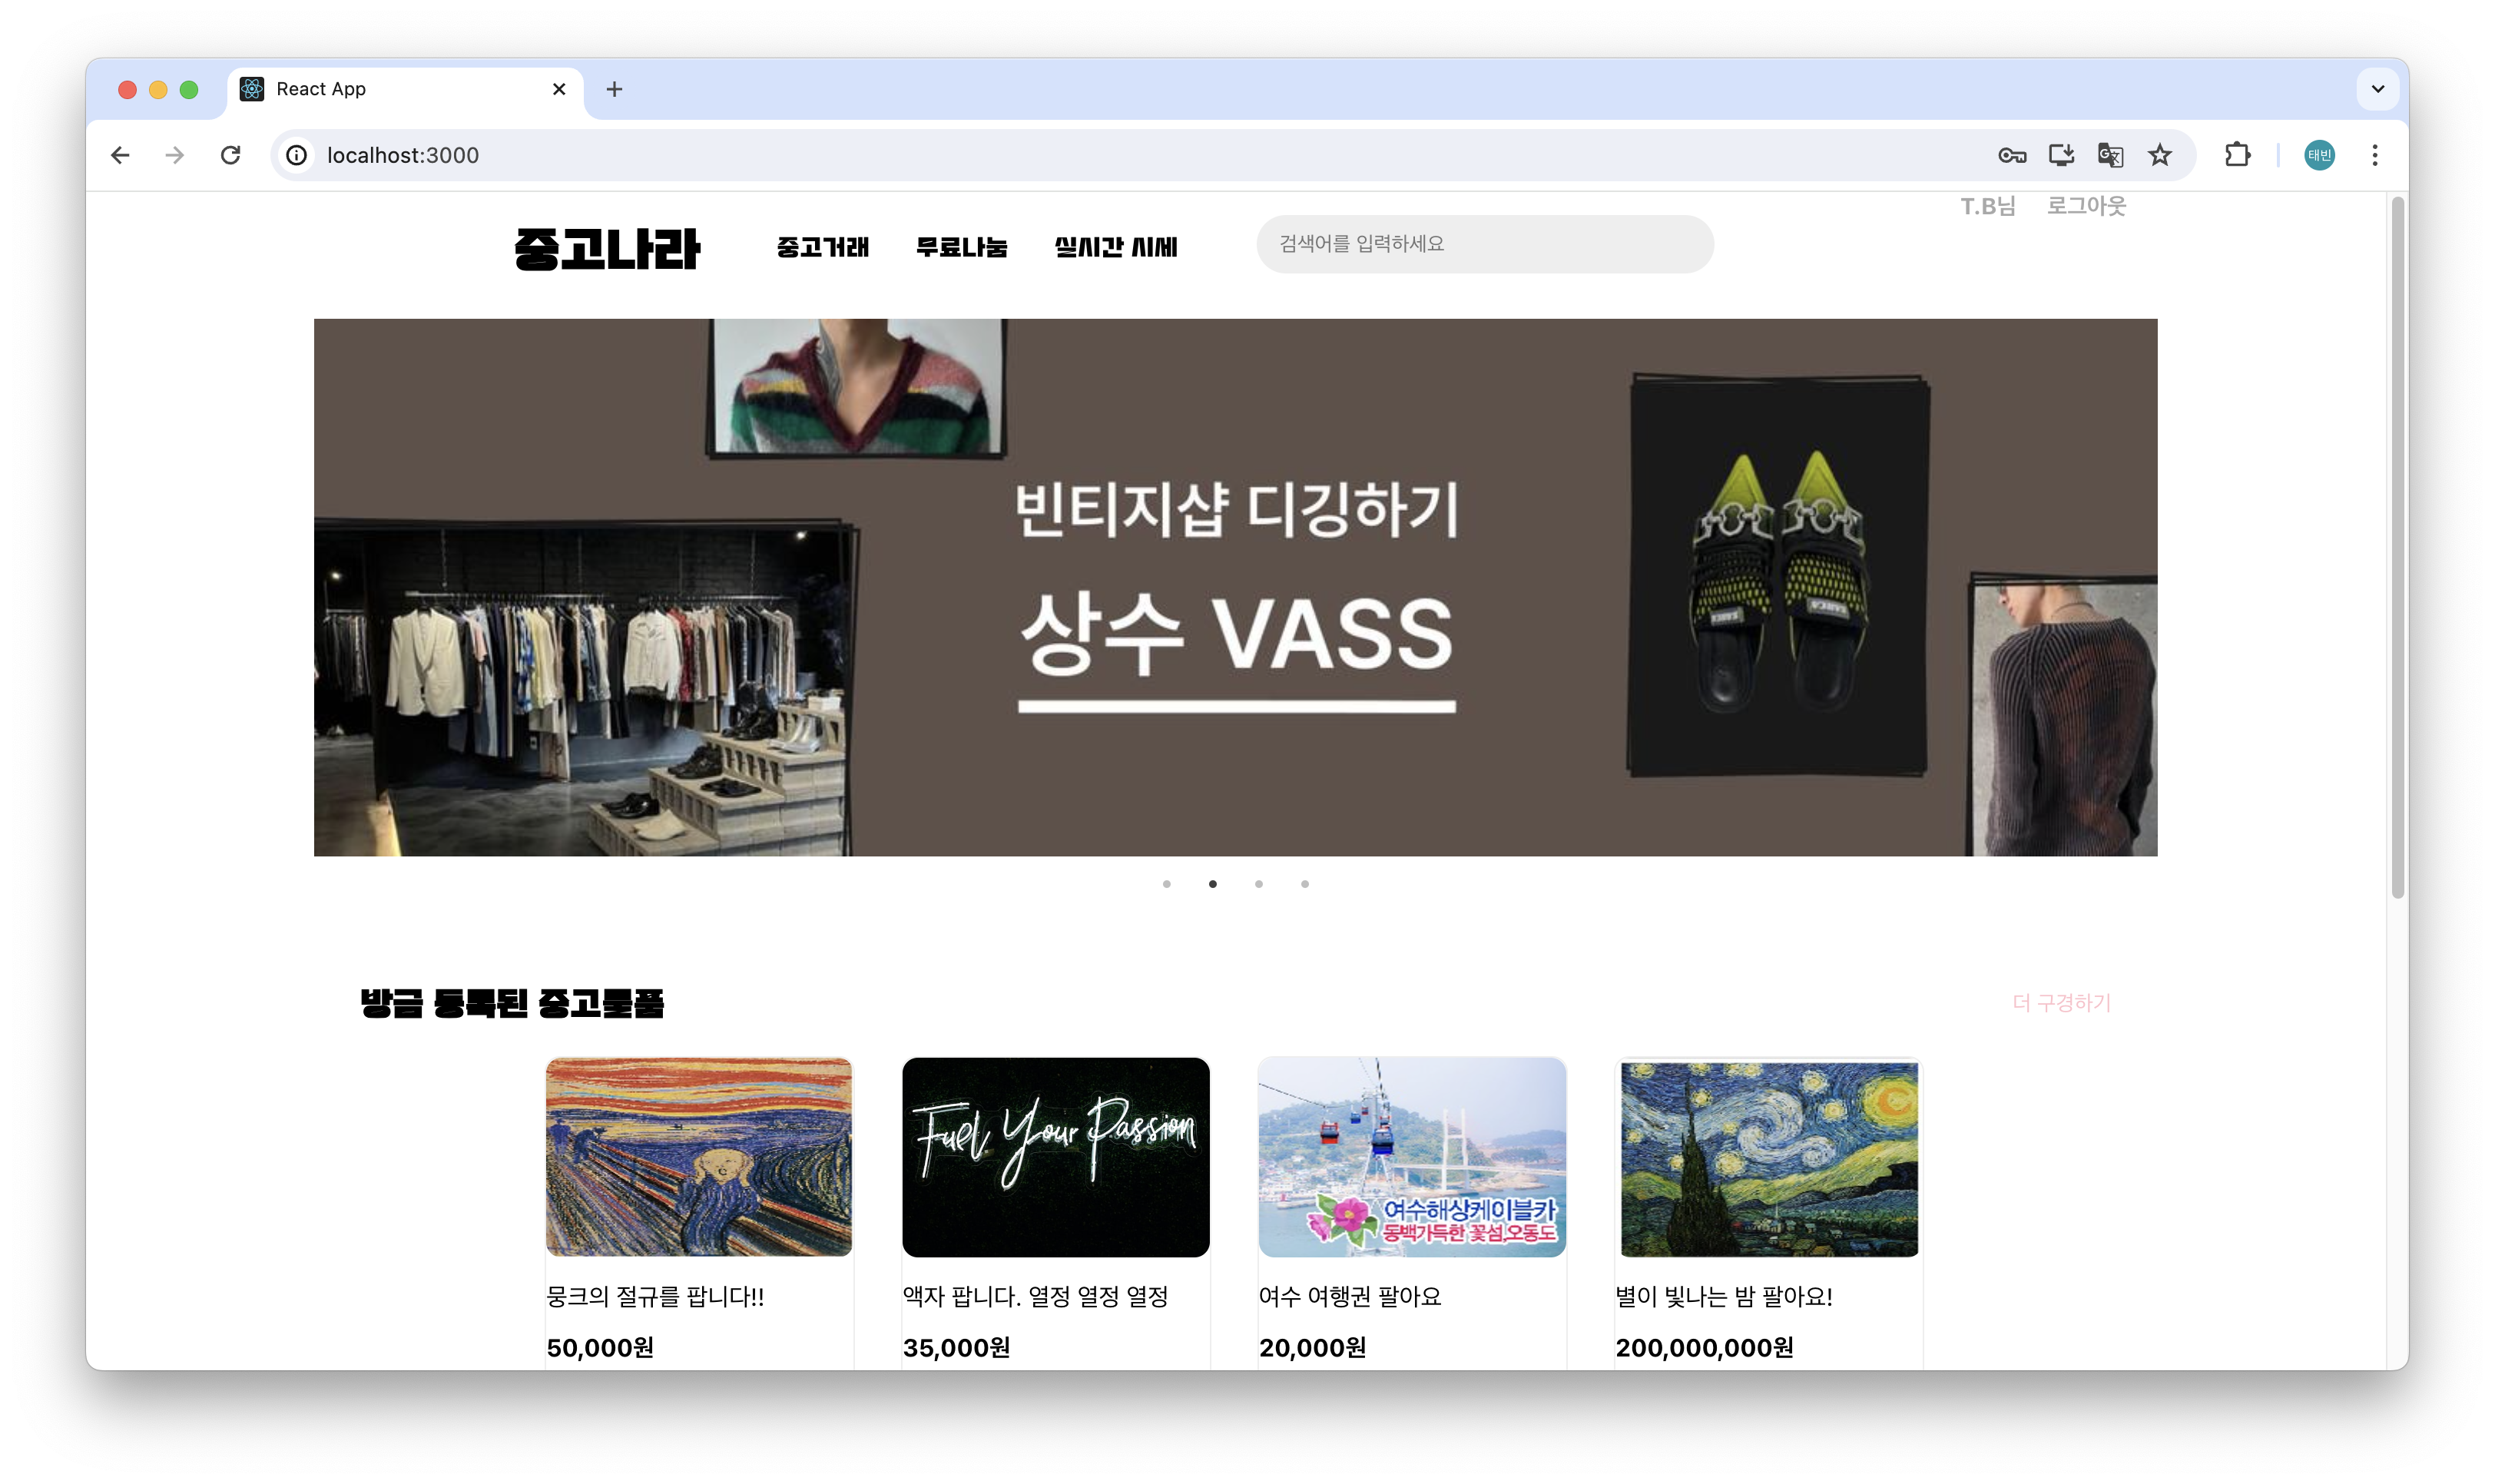 React App
localhost:3000
태빈
T.B님 로그아웃
중고나라 중고거래 무료나눔 실시간 시세 검색어를 입력하세요
빈티지샵 디깅하기
상수 VASS
방금 등록된 중고물품 더 구경하기
Fuel Your Passion
여수해상케이블카
동백가득한 꽃섬,오동도
뭉크의 절규를 팝니다!! 액자 팝니다. 열정 열정 열정 여수 여행권 팔아요 별이 빛나는 밤 팔아요!
50,000원 35,000원 20,000원 200,000,000원